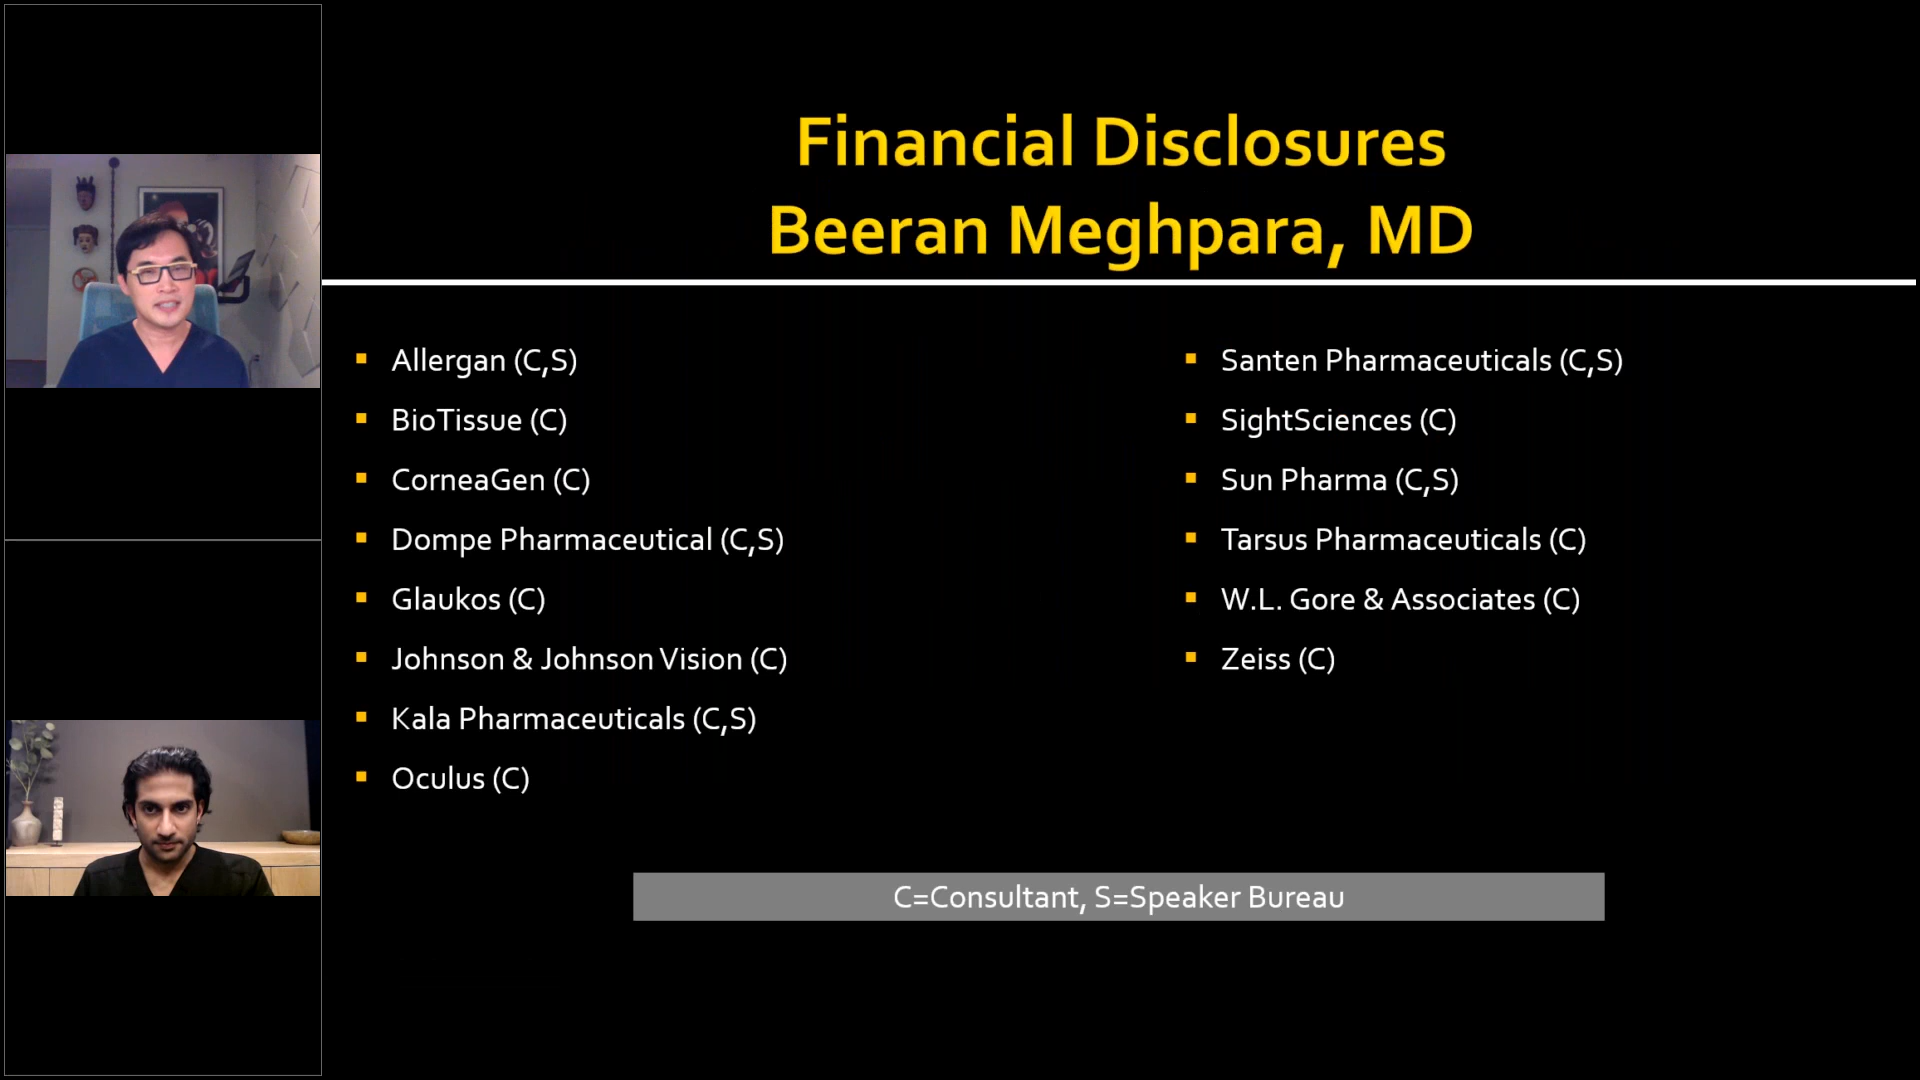 Financial Disclosures
Beeran Meghpara, MD
Allergan (C,S)
BioTissue (C)
CorneaGen (C)
Dompe Pharmaceutical (C,S)
Glaukos (C)
Johnson & Johnson Vision (C)
Kala Pharmaceuticals (C,S)
Oculus (C)
Santen Pharmaceuticals (C,S)
SightSciences (C)
Sun Pharma (C,S)
Tarsus Pharmaceuticals (C)
W.L. Gore & Associates (C)
Zeiss (C)
C=Consultant, S=Speaker Bureau